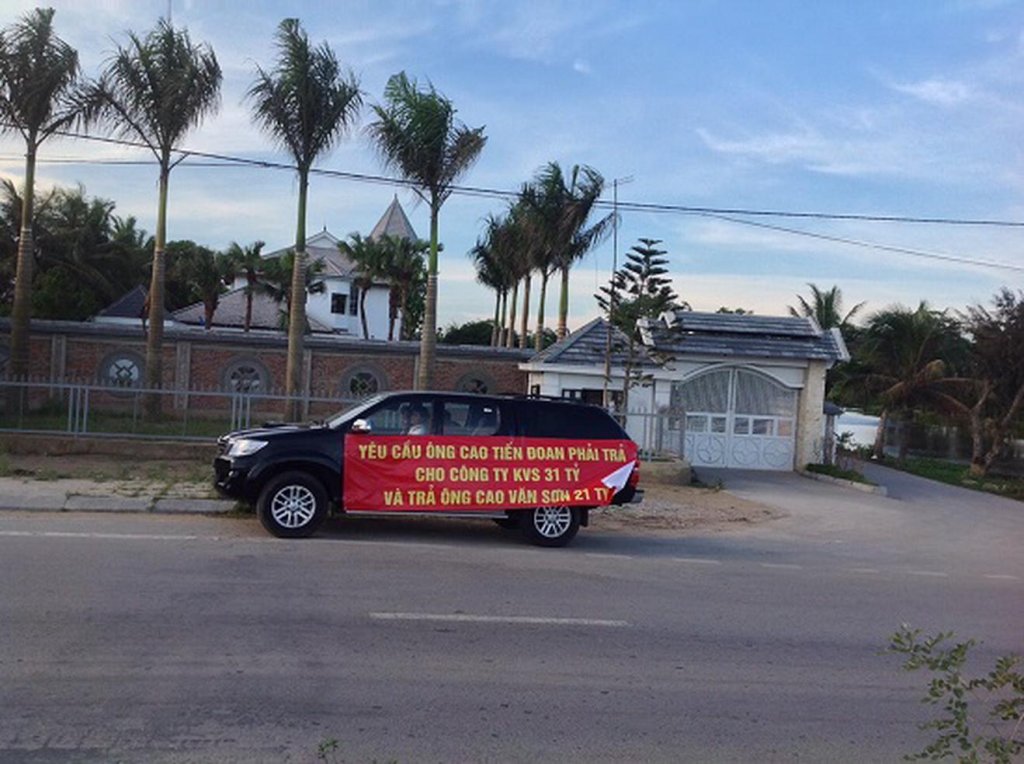 YÊU CẦU ÔNG CAO TIẾN ĐOAN PHẢI TRẢ
CHO CÔNG TY KVS 31 TỶ
VÀ TRẢ ÔNG CAO VĂN SƠN 21 TỶ